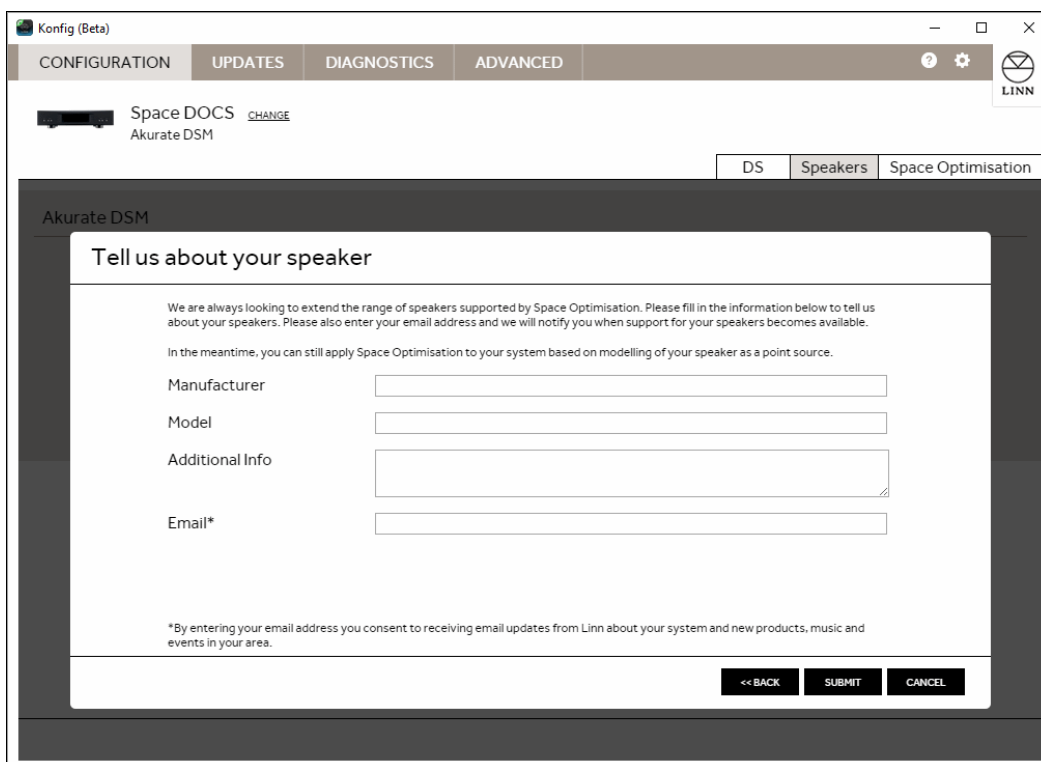 Konfig (Beta)
CONFIGURATION UPDATES DIAGNOSTICS ADVANCED
LINN
Space DOCS CHANGE
Akurate DSM
DS Speakers Space Optimisation
Akurate DSM
Tell us about your speaker
We are always looking to extend the range of speakers supported by Space Optimisation. Please fill in the information below to tell us
about your speakers. Please also enter your email address and we will notify you when support for your speakers becomes available.
In the meantime, you can still apply Space Optimisation to your system based on modelling of your speaker as a point source.
Manufacturer
Model
Additional Info
Email*
*By entering your email address you consent to receiving email updates from Linn about your system and new products, music and
events in your area.
<< BACK SUBMIT CANCEL